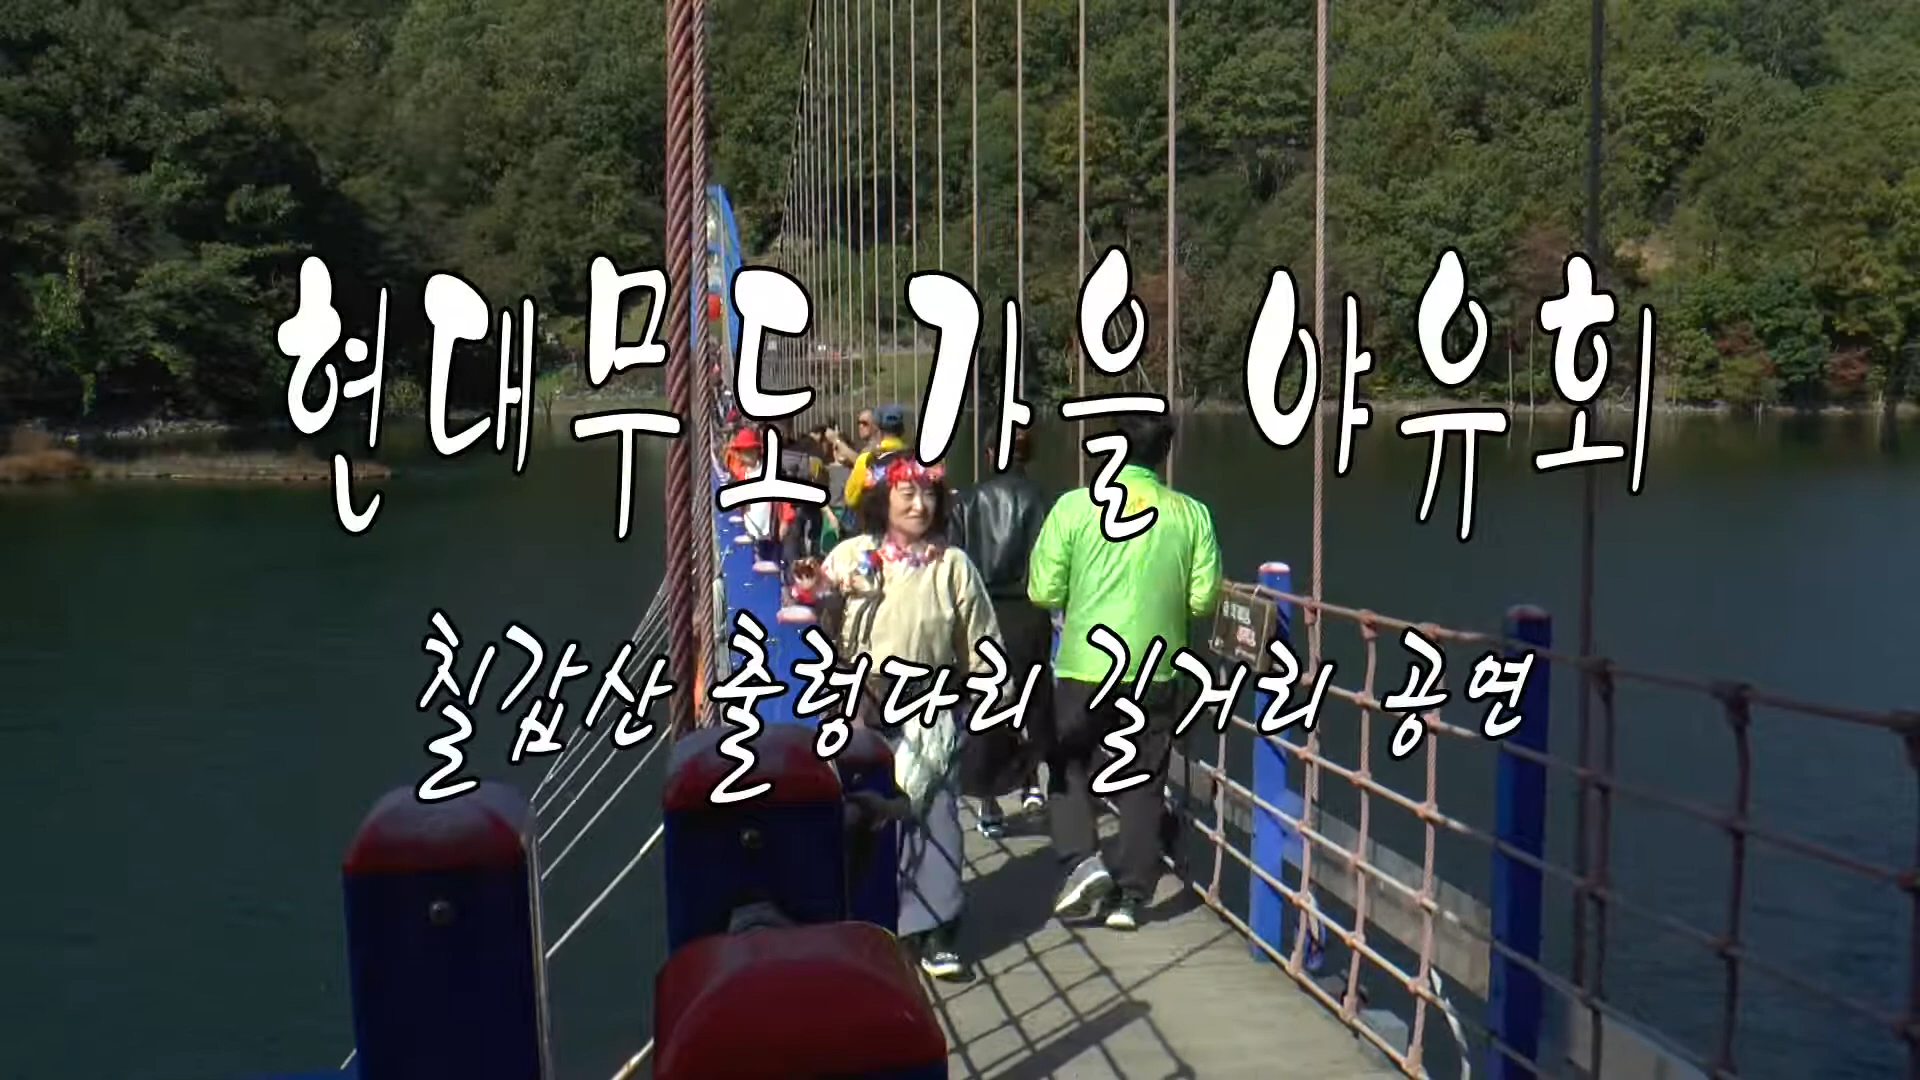 현대무도 가을 야유회
칠갑산 출렁다리 길거리 공연